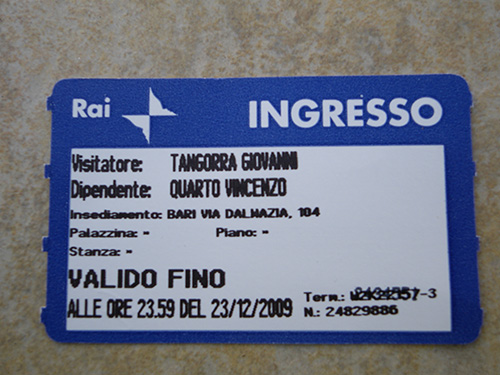 Rai INGRESSO
Visitatore: TANGORRA GIOVANNI
Dipendente: QUARTO VINCENZO
Insediamento: BARI VIA DALMAZIA, 104
Palazzina: - Piano: -
Stanza: -
VALIDO FINO
ALLE ORE 23.59 DEL 23/12/2009
Term.:
N.: 24829886